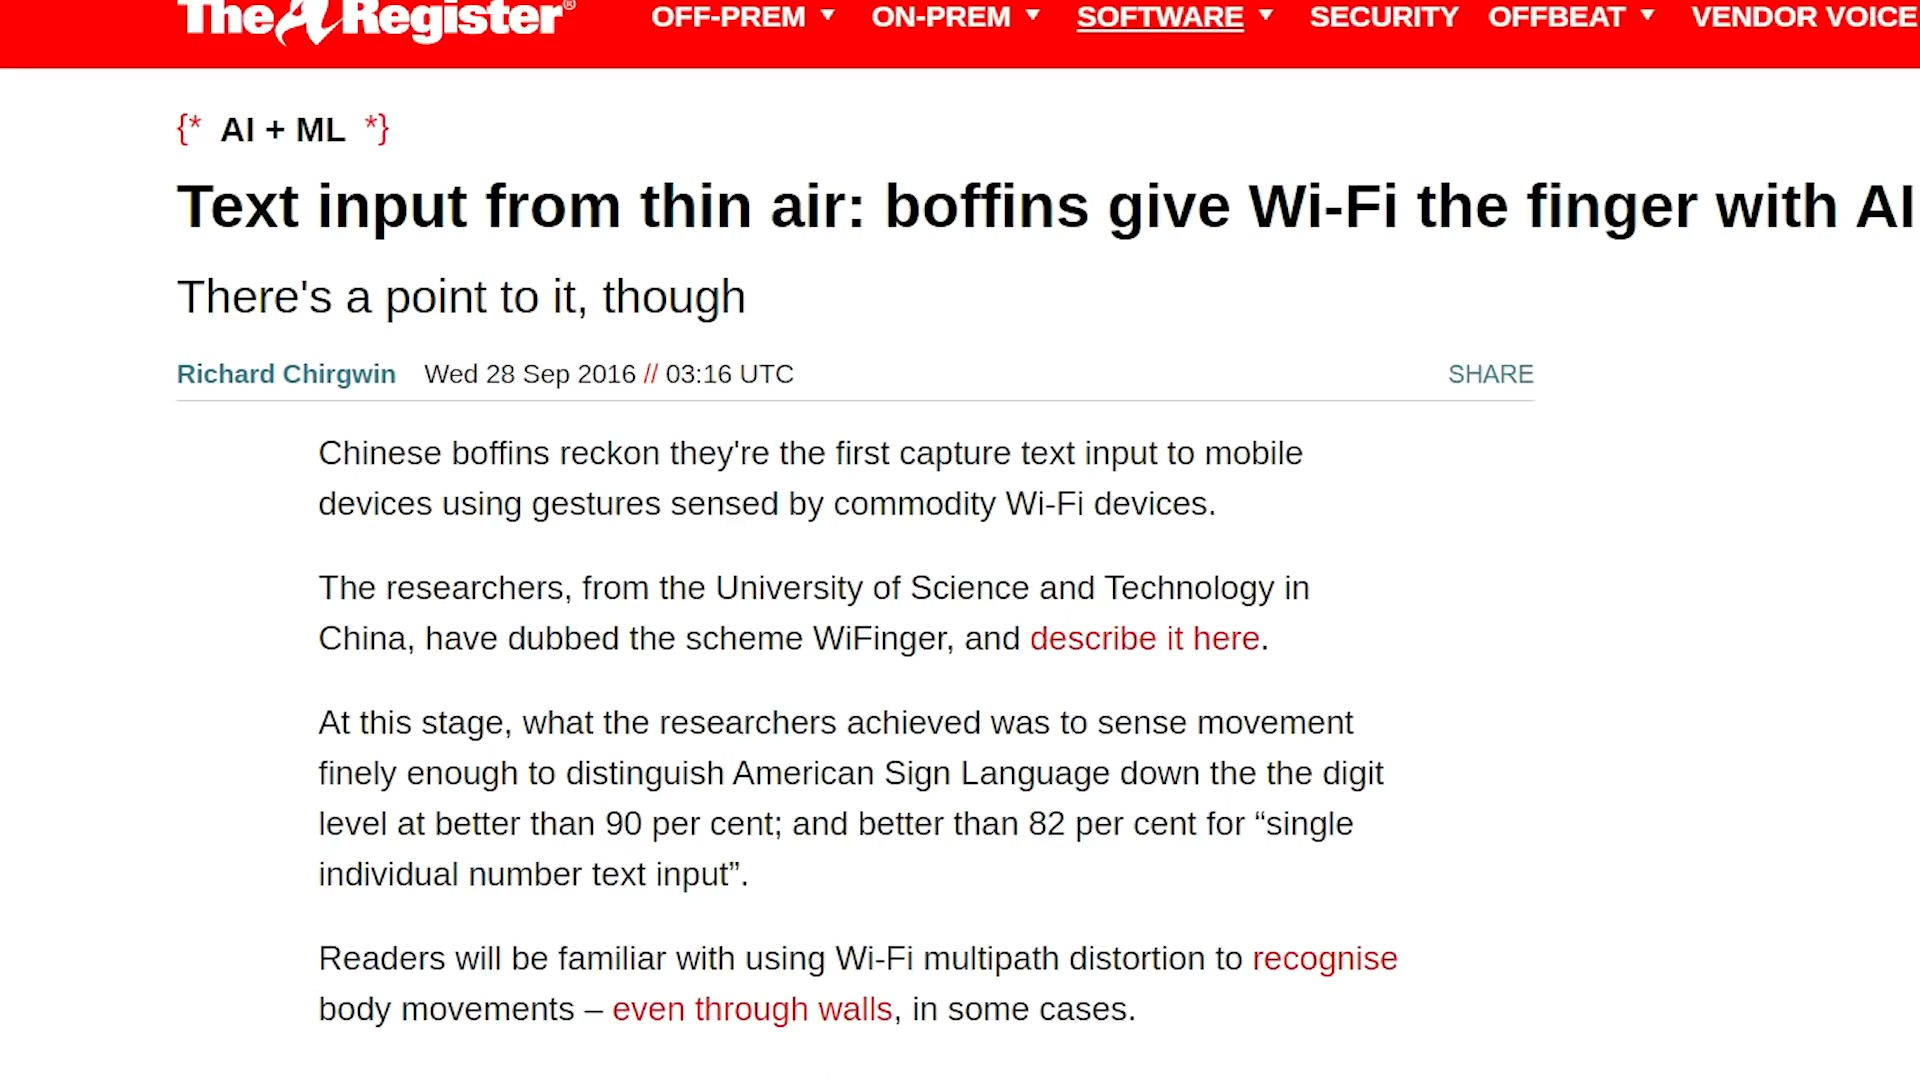 The Register®
OFF-PREM ▼ ON-PREM ▼ SOFTWARE ▼ SECURITY OFFBEAT ▼ VENDOR VOICE
{* AI + ML *}
Text input from thin air: boffins give Wi-Fi the finger with AI
There's a point to it, though
Richard Chirgwin Wed 28 Sep 2016 // 03:16 UTC SHARE
Chinese boffins reckon they're the first capture text input to mobile
devices using gestures sensed by commodity Wi-Fi devices.
The researchers, from the University of Science and Technology in
China, have dubbed the scheme WiFinger, and describe it here.
At this stage, what the researchers achieved was to sense movement
finely enough to distinguish American Sign Language down the the digit
level at better than 90 per cent; and better than 82 per cent for “single
individual number text input”.
Readers will be familiar with using Wi-Fi multipath distortion to recognise
body movements – even through walls, in some cases.